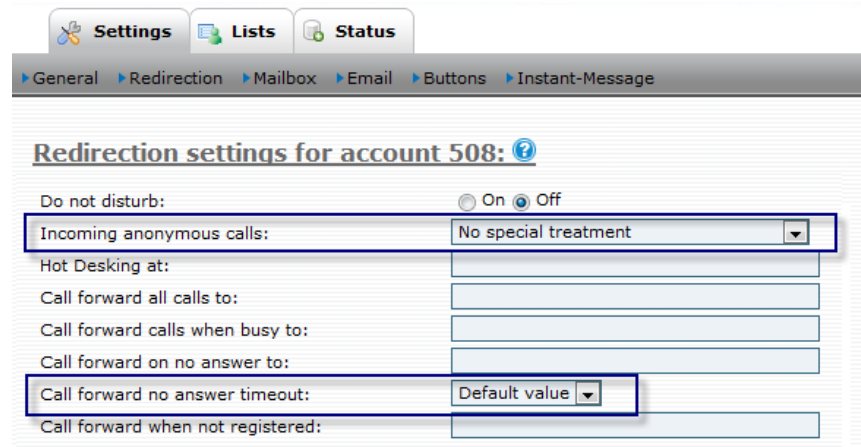 Settings Lists Status
General Redirection Mailbox Email Buttons Instant-Message
Redirection settings for account 508: ?
Do not disturb: On Off
Incoming anonymous calls: No special treatment
Hot Desking at:
Call forward all calls to:
Call forward calls when busy to:
Call forward on no answer to:
Call forward no answer timeout: Default value
Call forward when not registered: